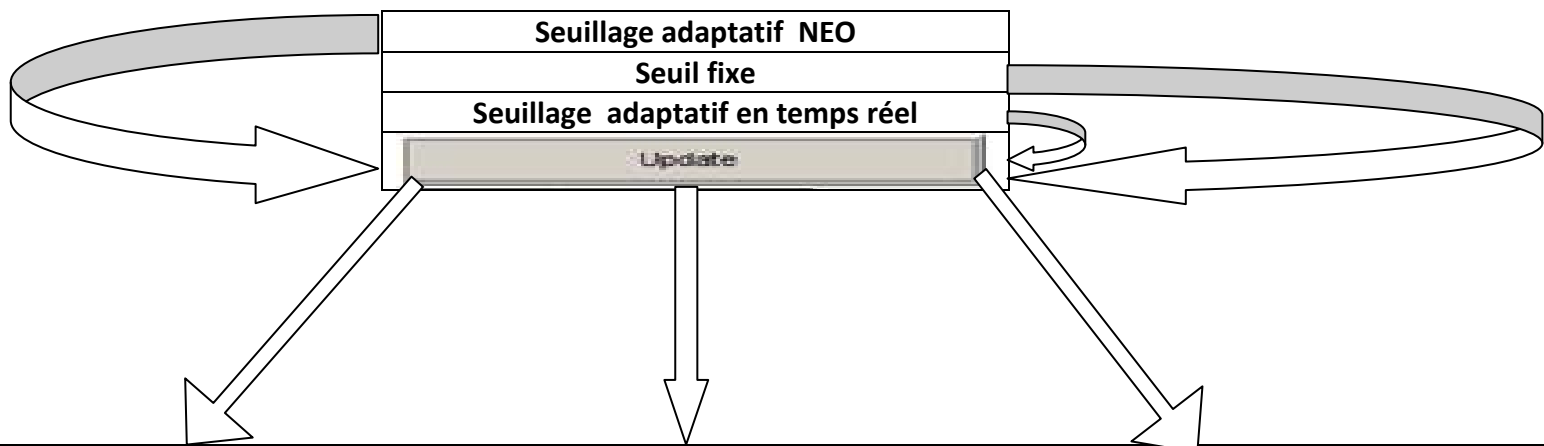 Seuillage adaptatif NEO
Seuil fixe
Seuillage adaptatif en temps réel
Update